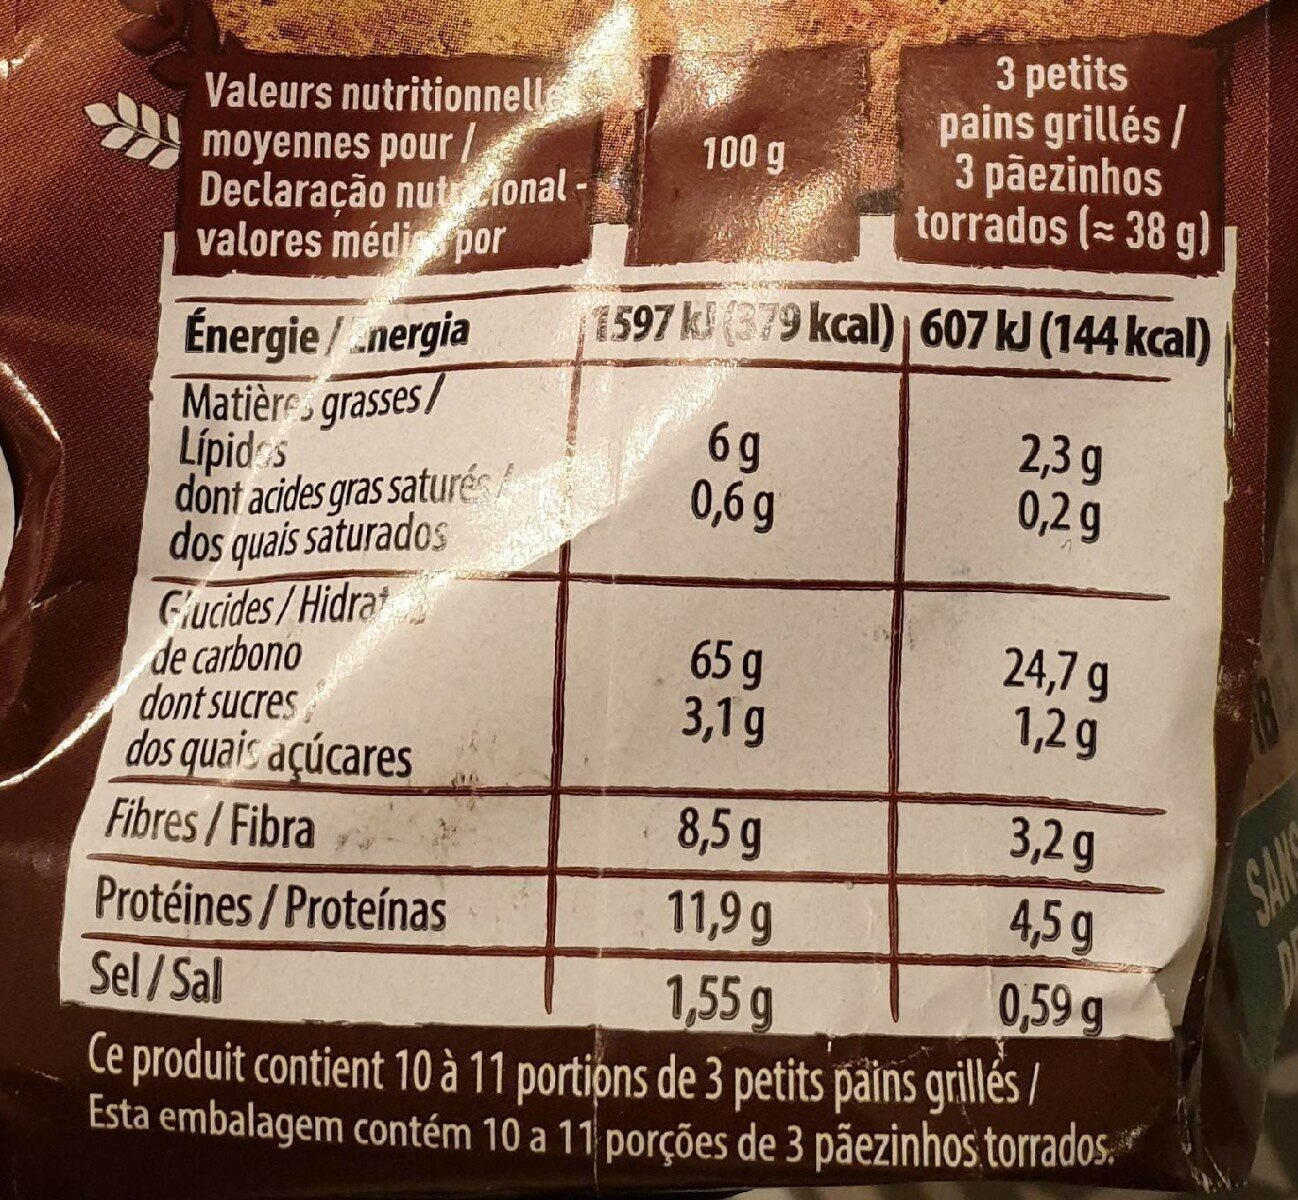 Valeurs nutritionnelles
moyennes pour /
Declaração nutricional -
valores médios por
100 g
3 petits
pains grillés /
3 pãezinhos
torrados (≈ 38 g)
Énergie / Energia 1597 kJ (379 kcal) 607 kJ (144 kcal)
Matières grasses /
Lípidos 6 g 2,3 g
dont acides gras saturés / 0,6 g 0,2 g
dos quais saturados
Glucides / Hidratos
de carbono 65 g 24,7 g
dont sucres / 3,1 g 1,2 g
dos quais açúcares
Fibres / Fibra 8,5 g 3,2 g
Protéines / Proteínas 11,9 g 4,5 g
Sel / Sal 1,55 g 0,59 g
Ce produit contient 10 à 11 portions de 3 petits pains grillés /
Esta embalagem contém 10 a 11 porções de 3 pãezinhos torrados.
SANS